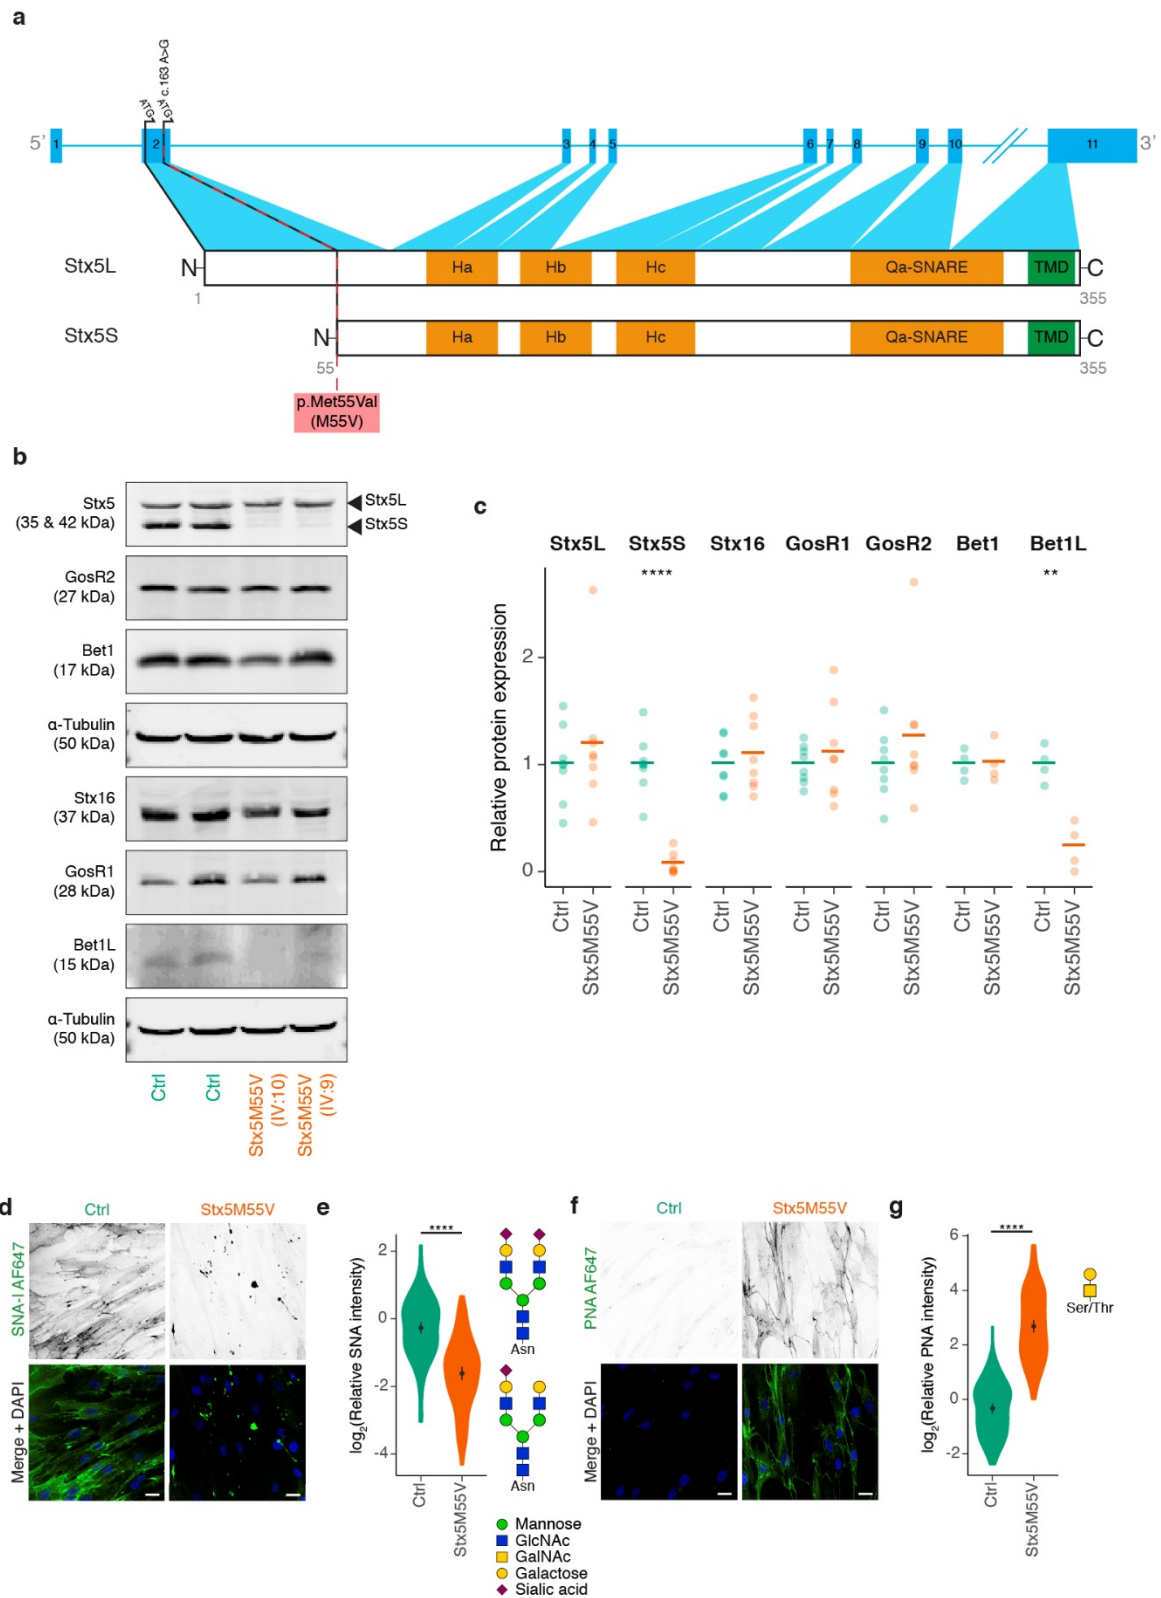 a
ATG
ATG c.163 A>G
5'
1
2
3
4
5
6
7
8
9
10
11
3'
Stx5L
N
Ha
Hb
Hc
Qa-SNARE
TMD
C
1
355
Stx5S
N
Ha
Hb
Hc
Qa-SNARE
TMD
C
55
355
p.Met55Val
(M55V)
b
Stx5
(35 & 42 kDa)
Stx5L
Stx5S
GosR2
(27 kDa)
Bet1
(17 kDa)
α-Tubulin
(50 kDa)
Stx16
(37 kDa)
GosR1
(28 kDa)
Bet1L
(15 kDa)
α-Tubulin
(50 kDa)
Ctrl
Ctrl
Stx5M55V
(IV:10)
Stx5M55V
(IV:9)
c
Stx5L
Stx5S
Stx16
GosR1
GosR2
Bet1
Bet1L
****
**
Relative protein expression
2
1
0
Ctrl
Stx5M55V
Ctrl
Stx5M55V
Ctrl
Stx5M55V
Ctrl
Stx5M55V
Ctrl
Stx5M55V
Ctrl
Stx5M55V
Ctrl
Stx5M55V
d
Ctrl
Stx5M55V
SNA-I AF647
Merge + DAPI
e
****
log2(Relative SNA intensity)
2
0
-2
-4
Ctrl
Stx5M55V
Asn
Asn
Mannose
GlcNAc
GalNAc
Galactose
Sialic acid
f
Ctrl
Stx5M55V
PNA AF647
Merge + DAPI
g
****
log2(Relative PNA intensity)
6
4
2
0
-2
Ctrl
Stx5M55V
Ser/Thr